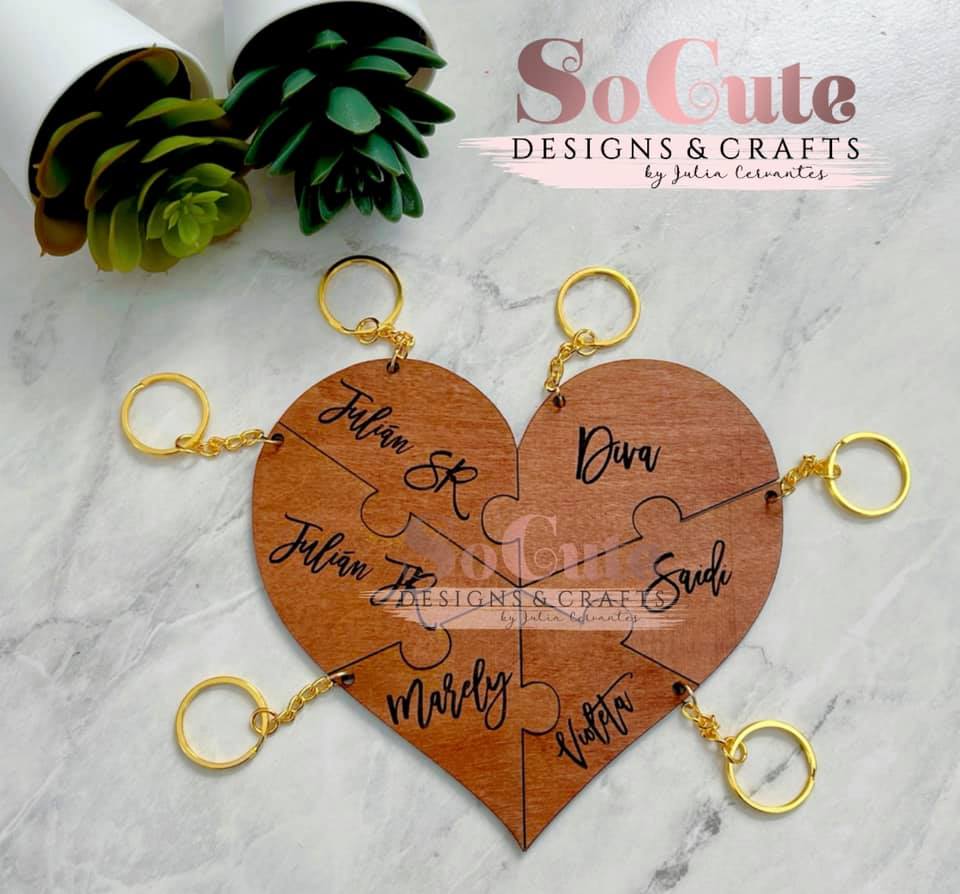 SoCute
DESIGNS & CRAFTS
by Julia Cervantes
Julián
SR
Diva
Julián JR
SoCute
Saidi
DESIGNS & CRAFTS
by Julia Cervantes
Marely
Violeta